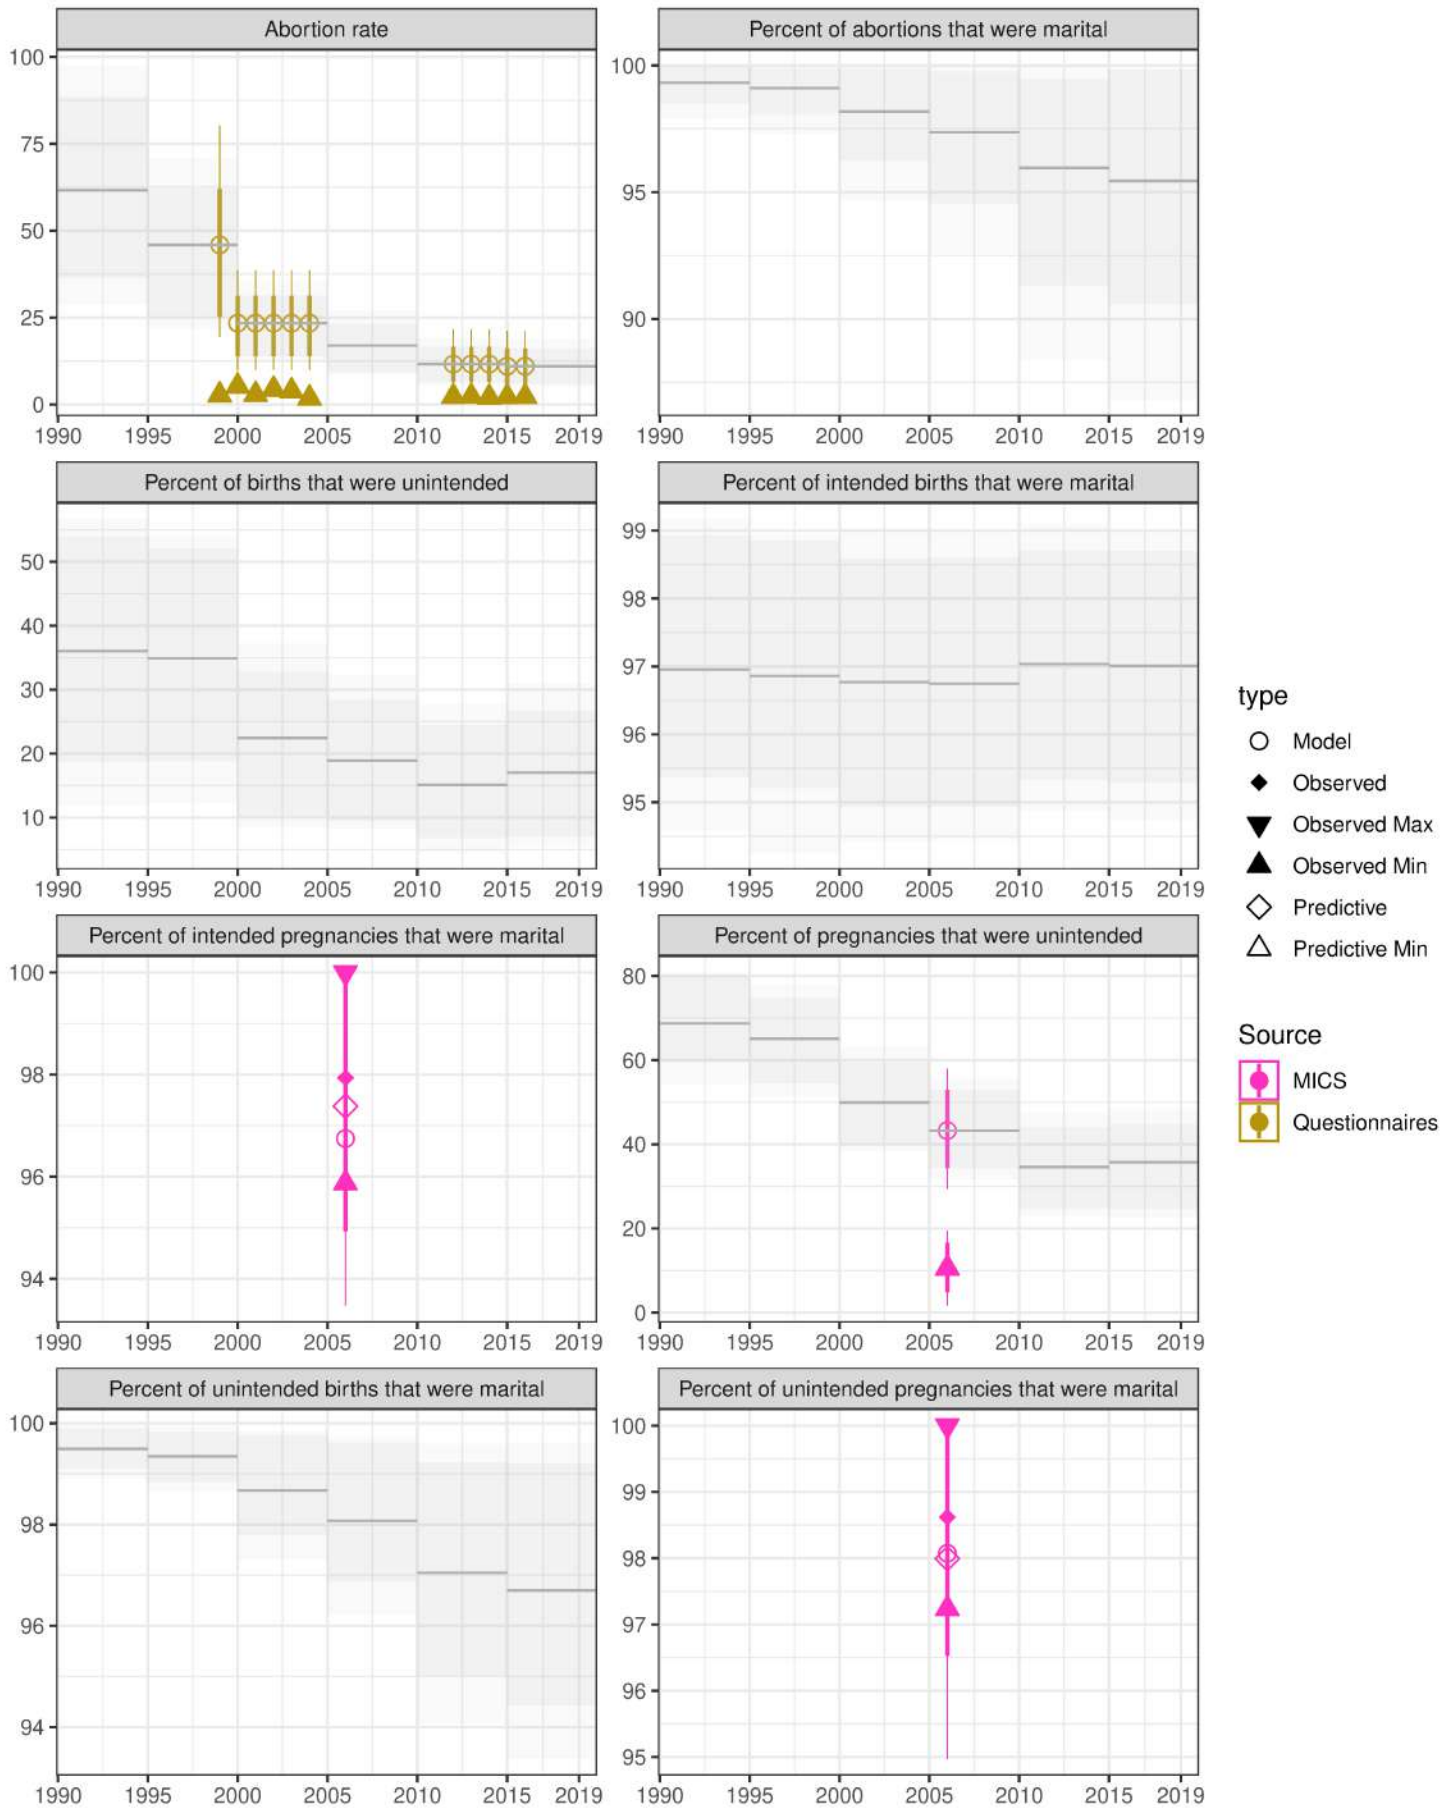 Abortion rate
100
75
50
25
0
1990 1995 2000 2005 2010 2015 2019
Percent of abortions that were marital
100
95
90
1990 1995 2000 2005 2010 2015 2019
Percent of births that were unintended
50
40
30
20
10
1990 1995 2000 2005 2010 2015 2019
Percent of intended births that were marital
99
98
97
96
95
1990 1995 2000 2005 2010 2015 2019
Percent of intended pregnancies that were marital
100
98
96
94
1990 1995 2000 2005 2010 2015 2019
Percent of pregnancies that were unintended
80
60
40
20
0
1990 1995 2000 2005 2010 2015 2019
Percent of unintended births that were marital
100
98
96
94
1990 1995 2000 2005 2010 2015 2019
Percent of unintended pregnancies that were marital
100
99
98
97
96
95
1990 1995 2000 2005 2010 2015 2019
type
Model
Observed
Observed Max
Observed Min
Predictive
Predictive Min
Source
MICS
Questionnaires